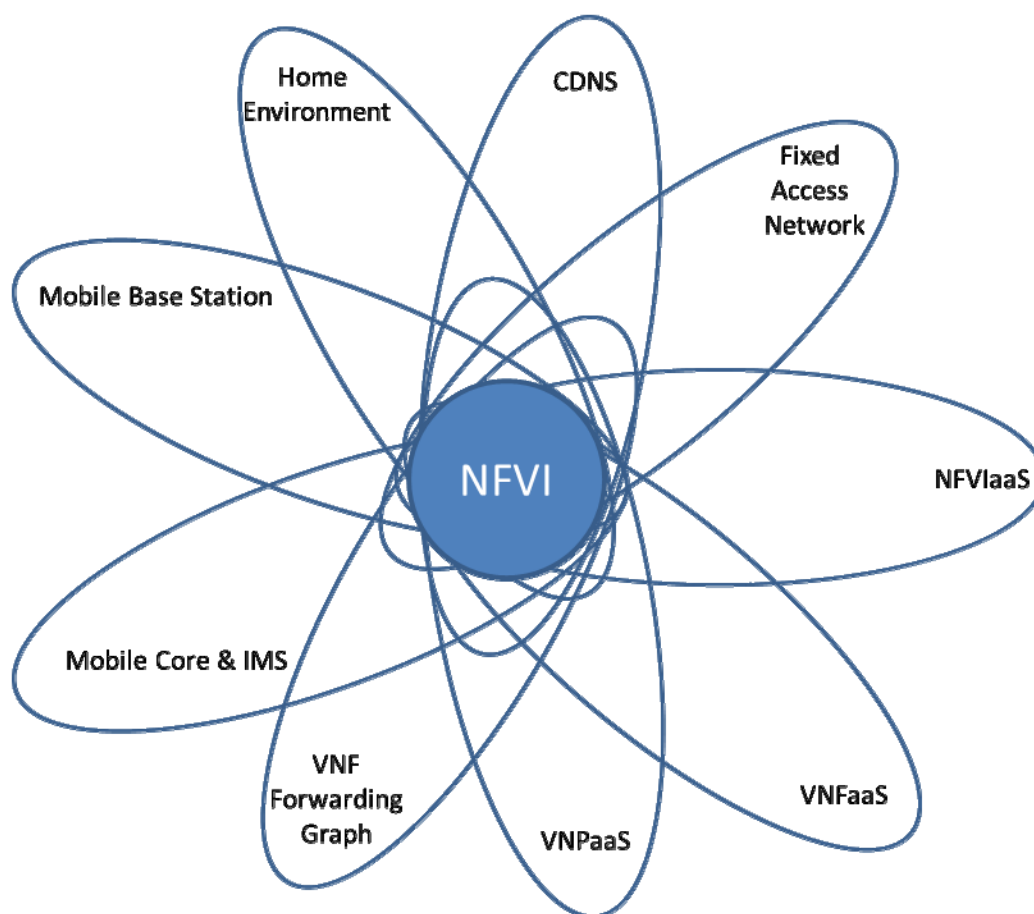 Home
Environment
CDNS
Fixed
Access
Network
Mobile Base Station
NFVI
NFVIaaS
Mobile Core & IMS
VNF
Forwarding
Graph
VNPaaS
VNFaaS